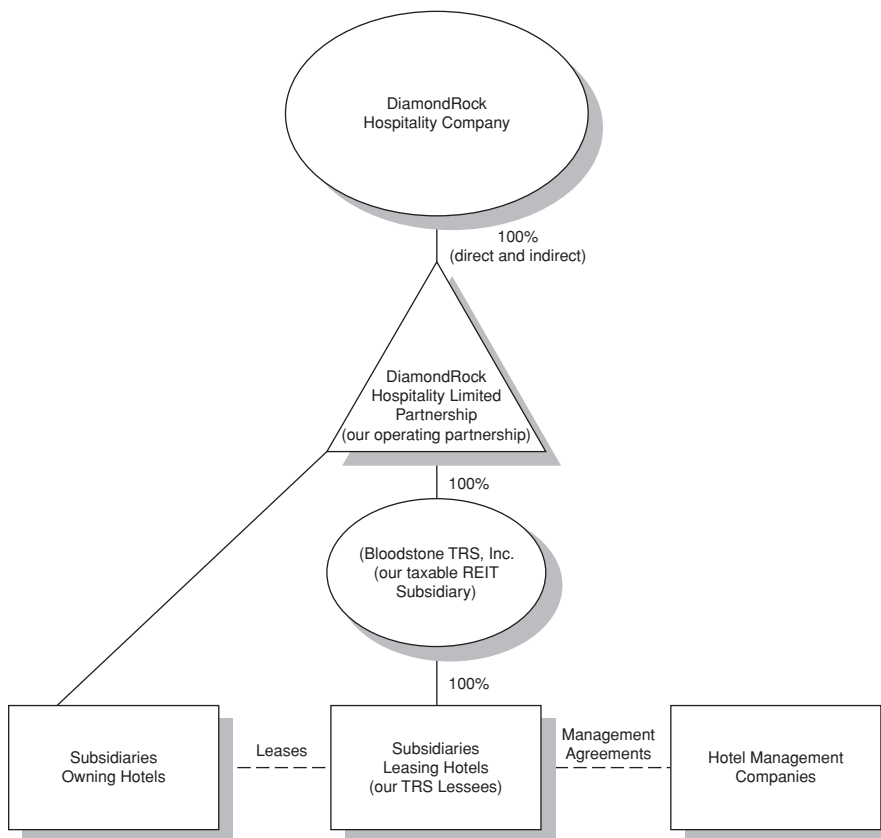 DiamondRock
Hospitality Company
100%
(direct and indirect)
DiamondRock
Hospitality Limited
Partnership
(our operating partnership)
100%
(Bloodstone TRS, Inc.
(our taxable REIT
Subsidiary)
100%
Subsidiaries
Owning Hotels
Leases
Subsidiaries
Leasing Hotels
(our TRS Lessees)
Management
Agreements
Hotel Management
Companies